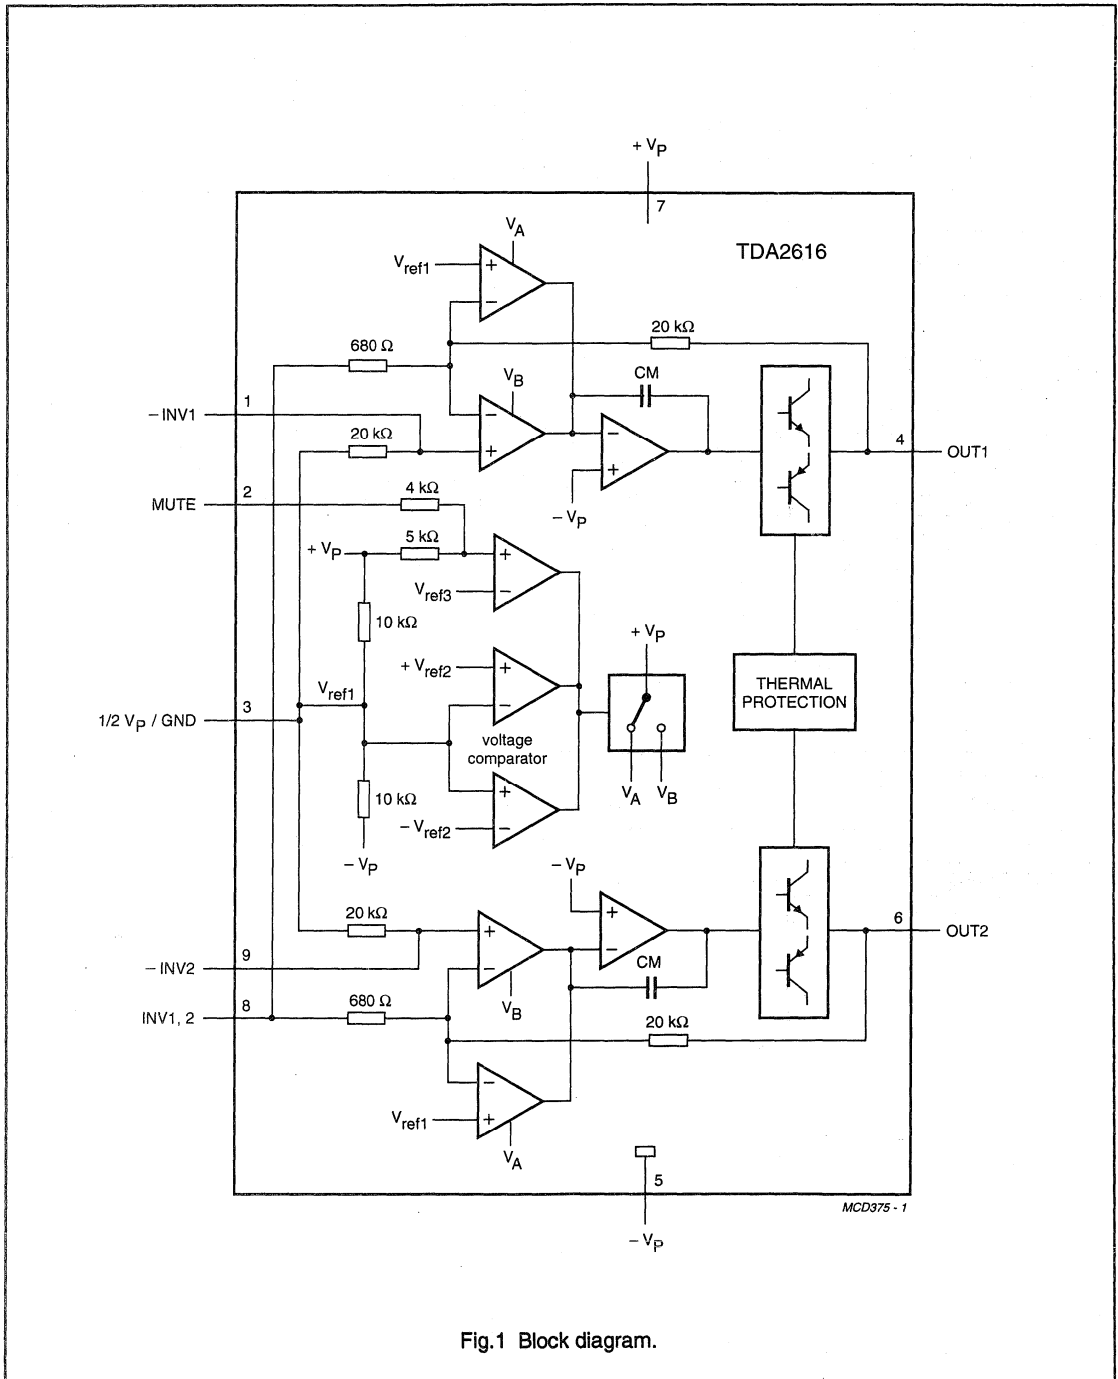 + VP
7
TDA2616
VA
Vref1
+
−
20 kΩ
680 Ω
CM
VB
− INV1
1
−
+
20 kΩ
−
+
4
OUT1
MUTE
2
4 kΩ
− VP
+ VP
5 kΩ
+
Vref3
−
10 kΩ
+ Vref2
+
−
+ VP
THERMAL
PROTECTION
Vref1
1/2 VP / GND
3
voltage
comparator
VA
VB
10 kΩ
+
− Vref2
−
− VP
− VP
20 kΩ
+
−
+
−
6
OUT2
− INV2
9
CM
INV1, 2
8
680 Ω
VB
20 kΩ
−
Vref1
+
VA
5
MCD375 - 1
− VP
Fig.1 Block diagram.